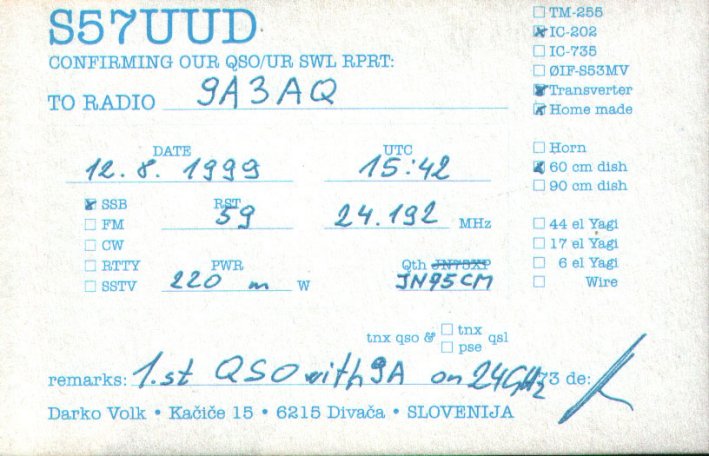 S57UUD
CONFIRMING OUR QSO/UR SWL RPRT:
TO RADIO 9A3AQ
TM-255
IC-202
IC-735
ØIF-S53MV
Transverter
Home made
DATE UTC
12. 8. 1999 15:42
Horn
60 cm dish
90 cm dish
SSB RST
59 24.192 MHz
FM
CW
RTTY PWR Qth JN75XP
SSTV 220 m W JN95CM
44 el Yagi
17 el Yagi
6 el Yagi
Wire
tnx qso & tnx qsl
pse
remarks: 1.st QSO with 9A on 24GHz 73 de:
Darko Volk • Kačiče 15 • 6215 Divača • SLOVENIJA